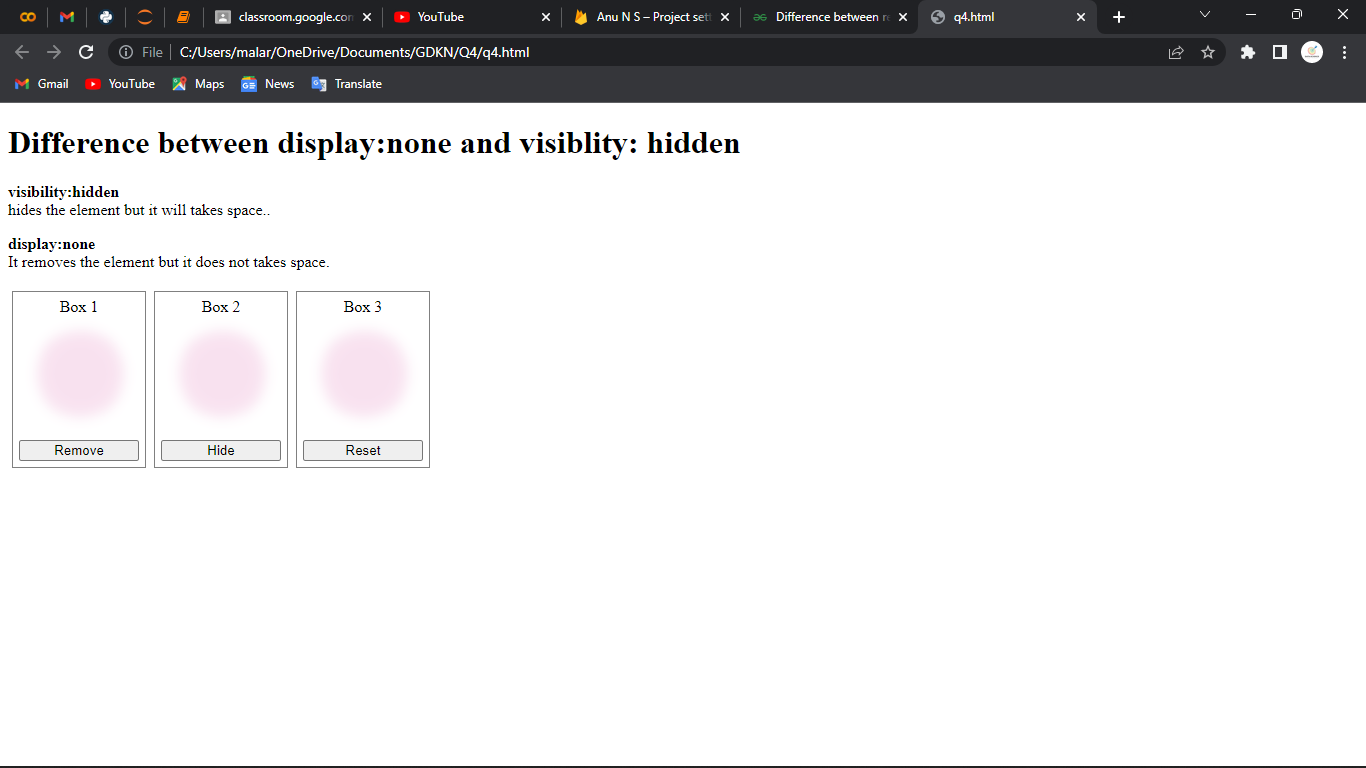 classroom.google.com
YouTube
Anu N S – Project sett
Difference between re
q4.html
File
C:/Users/malar/OneDrive/Documents/GDKN/Q4/q4.html
Gmail
YouTube
Maps
News
Translate
Difference between display:none and visiblity: hidden
visibility:hidden
hides the element but it will takes space..
display:none
It removes the element but it does not takes space.
Box 1 Box 2 Box 3
Remove Hide Reset